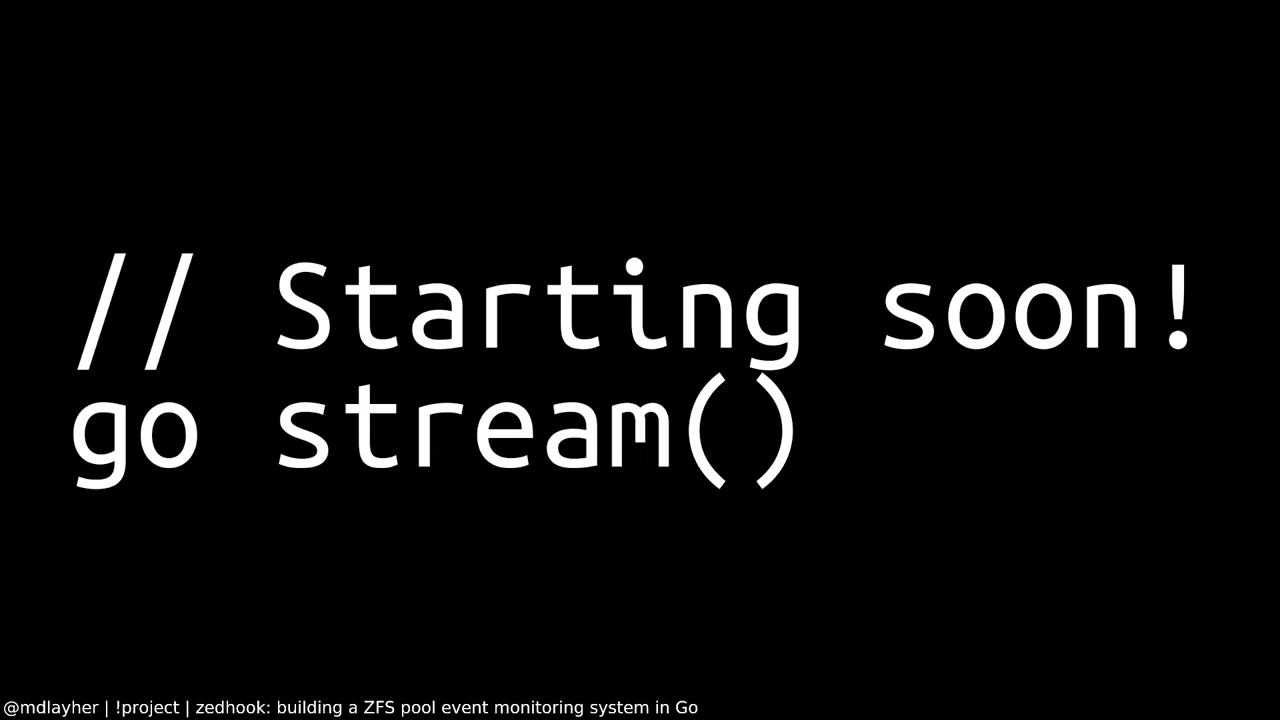 // Starting soon!
go stream()
@mdlayher | !project | zedhook: building a ZFS pool event monitoring system in Go